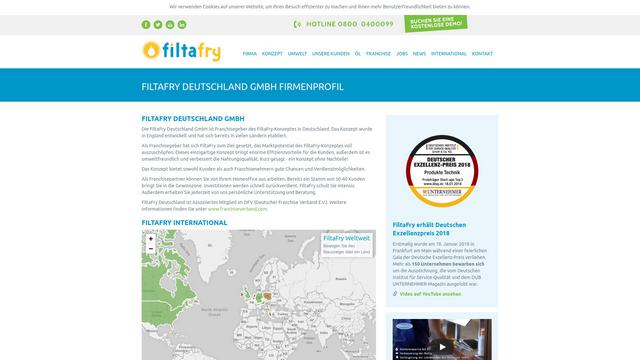 Wir verwenden Cookies auf unserer Website, um Ihren Besuch effizienter zu machen und Ihnen mehr Benutzerfreundlichkeit bieten zu können.
HOTLINE 0800 0400099
BUCHEN SIE EINE
KOSTENLOSE DEMO!
filtafry
FIRMA KONZEPT UMWELT UNSERE KUNDEN ÖL FRANCHISE JOBS NEWS INTERNATIONAL KONTAKT
FILTAFRY DEUTSCHLAND GMBH FIRMENPROFIL
FILTAFRY DEUTSCHLAND GMBH
Die FiltaFry Deutschland GmbH ist Franchisegeber des FiltaFry-Konzeptes in Deutschland. Das Konzept wurde
in England entwickelt und hat sich bereits in vielen Ländern etabliert.
Als Franchisegeber hat sich FiltaFry zum Ziel gesetzt, das Marktpotential des FiltaFry-Konzeptes voll
auszuschöpfen. Dieses einzigartige Konzept bringt enorme Effizienzvorteile für die Kunden, außerdem ist es
umweltfreundlich und verbessert die Nahrungsqualität. Kurz gesagt - ein Konzept ohne Nachteile!
Das Konzept bietet sowohl Kunden als auch Franchisenehmern gute Chancen und Verdienstmöglichkeiten.
Als Franchisepartner können Sie von Ihrem Homeoffice aus arbeiten. Bereits ein Stamm von 30-40 Kunden
bringt Sie in die Gewinnzone. Investitionen werden schnell zurückverdient. FiltaFry schult Sie intensiv.
Außerdem erhalten Sie jederzeit von uns persönliche Unterstützung und Beratung.
FiltaFry Deutschland ist Assoziiertes Mitglied im DFV (Deutscher Franchise Verband E.V.). Weitere
Informationen finden Sie unter www.franchiseverband.com.
FILTAFRY INTERNATIONAL
+
−
FiltaFry Weltweit
Bewegen Sie den
Mauszeiger über ein Land
DEUTSCHER
EXZELLENZ-PREIS
Produkte Technik
Preisträger Start-ups Top 3
www.disq.de 18.01.2018
UNTERNEHMEN
FiltaFry erhält Deutschen
Exzellenzpreis 2018
Erstmalig wurde am 18. Januar 2018 in
Frankfurt am Main während einer feierlichen
Gala der Deutsche Exzellenz-Preis verliehen.
Mehr als 150 Unternehmen bewarben sich
um die Auszeichnung, die vom Deutschen
Institut für Service-Qualität und dem DUB
UNTERNEHMER-Magazin ausgelobt war.
Video auf YouTube ansehen